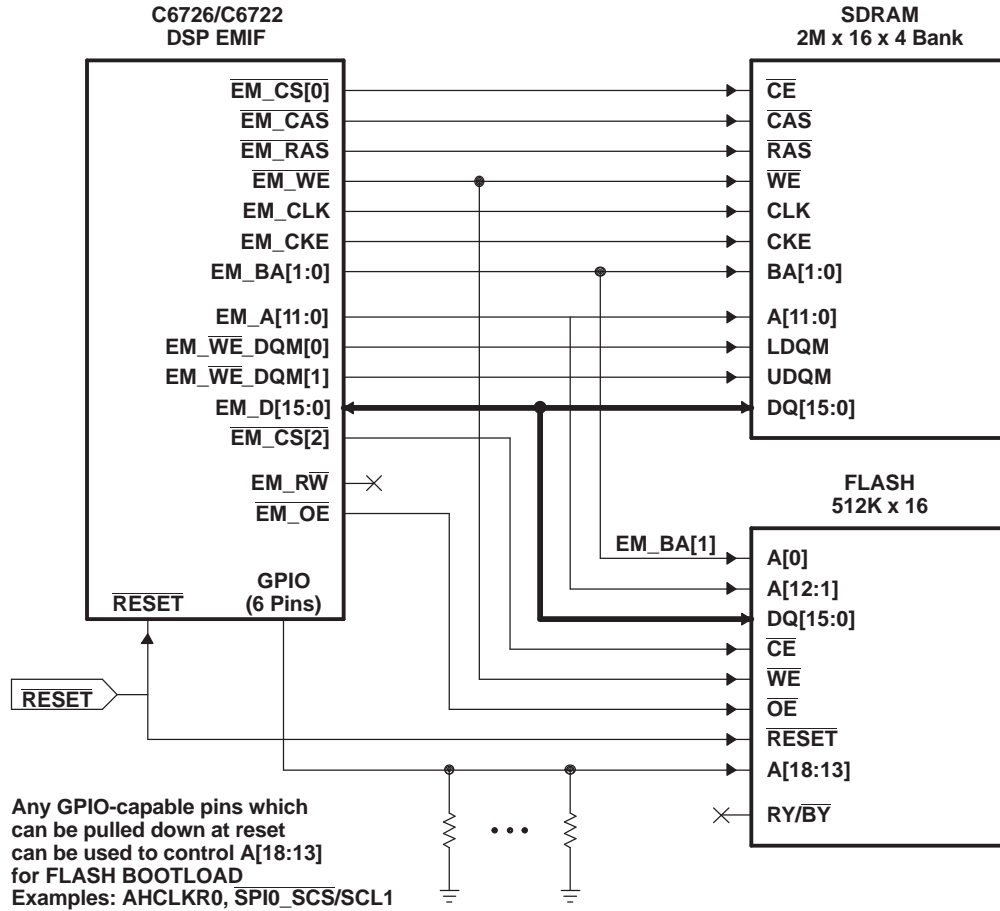 C6726/C6722
DSP EMIF
SDRAM
2M x 16 x 4 Bank
EM_CS[0]
EM_CAS
EM_RAS
EM_WE
EM_CLK
EM_CKE
EM_BA[1:0]
EM_A[11:0]
EM_WE_DQM[0]
EM_WE_DQM[1]
EM_D[15:0]
EM_CS[2]
EM_RW
EM_OE
GPIO
(6 Pins)
RESET
RESET
CE
CAS
RAS
WE
CLK
CKE
BA[1:0]
A[11:0]
LDQM
UDQM
DQ[15:0]
FLASH
512K x 16
EM_BA[1]
A[0]
A[12:1]
DQ[15:0]
CE
WE
OE
RESET
A[18:13]
RY/BY
Any GPIO-capable pins which
can be pulled down at reset
can be used to control A[18:13]
for FLASH BOOTLOAD
Examples: AHCLKR0, SPI0_SCS/SCL1